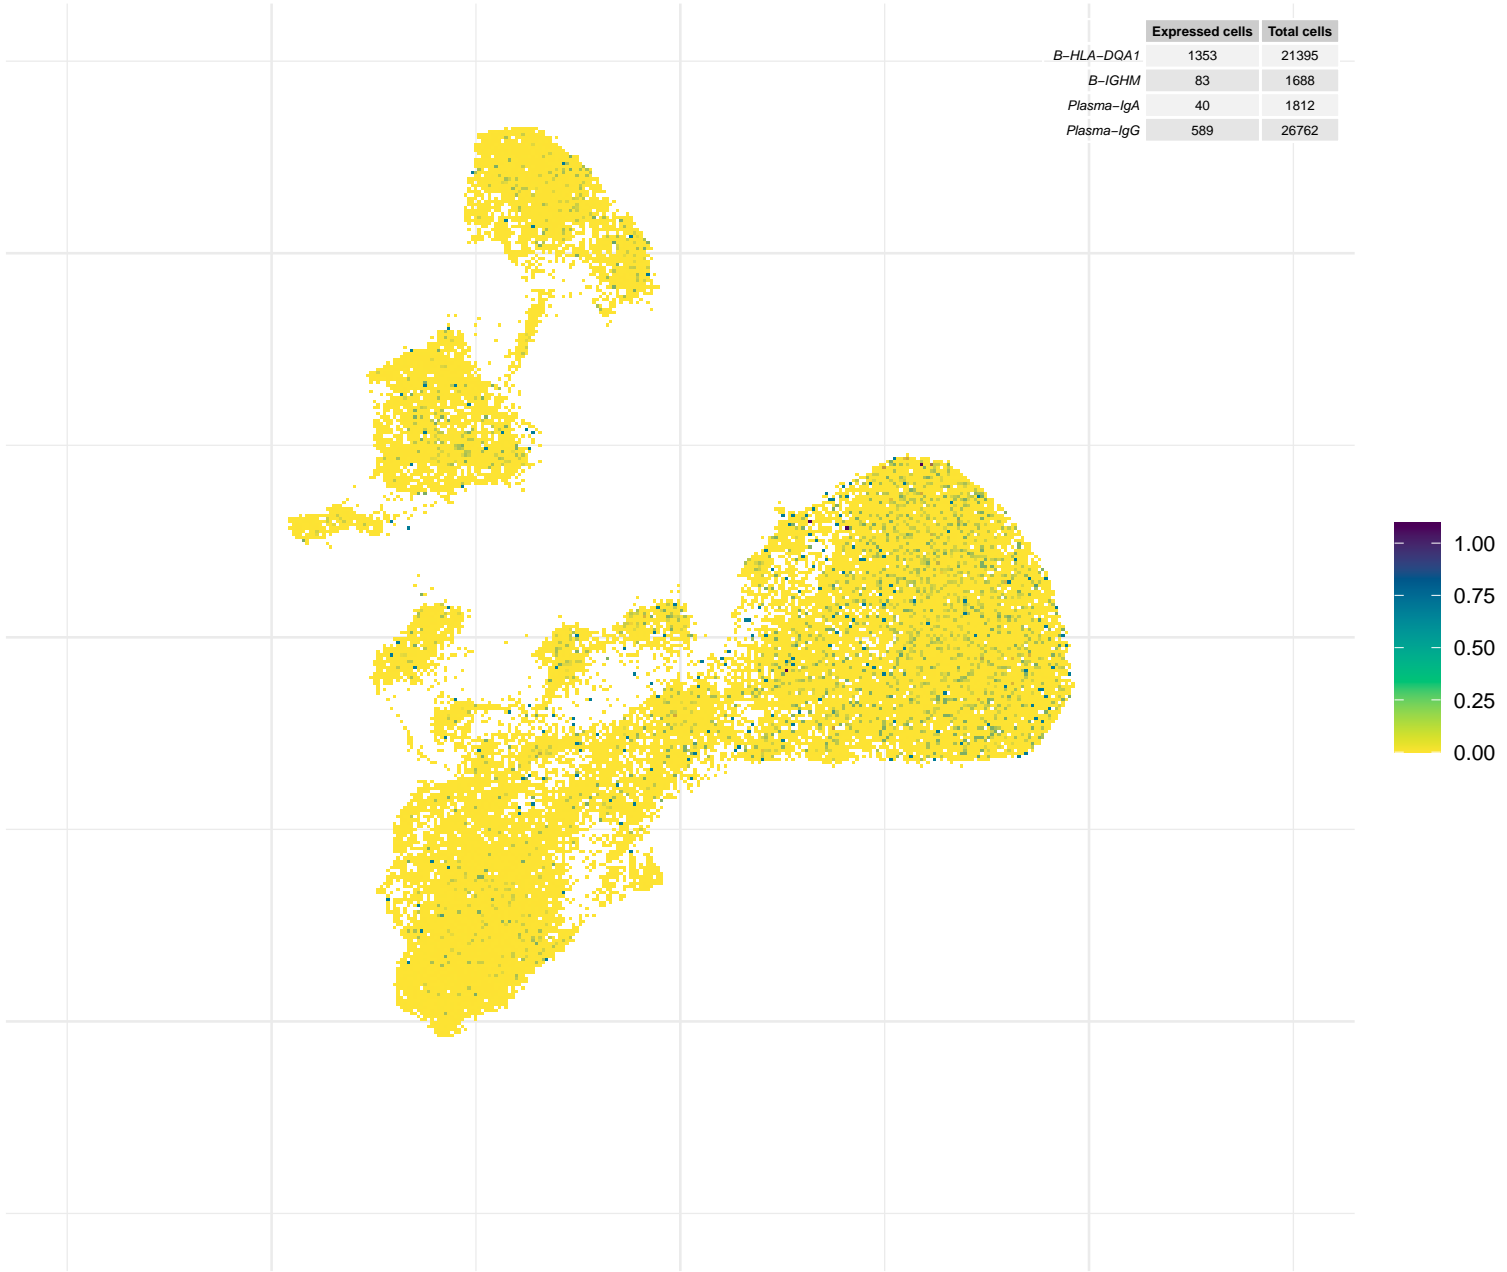 Expressed cells Total cells
B−HLA−DQA1 1353 21395
B−IGHM 83 1688
Plasma−IgA 40 1812
Plasma−IgG 589 26762
1.00
0.75
0.50
0.25
0.00